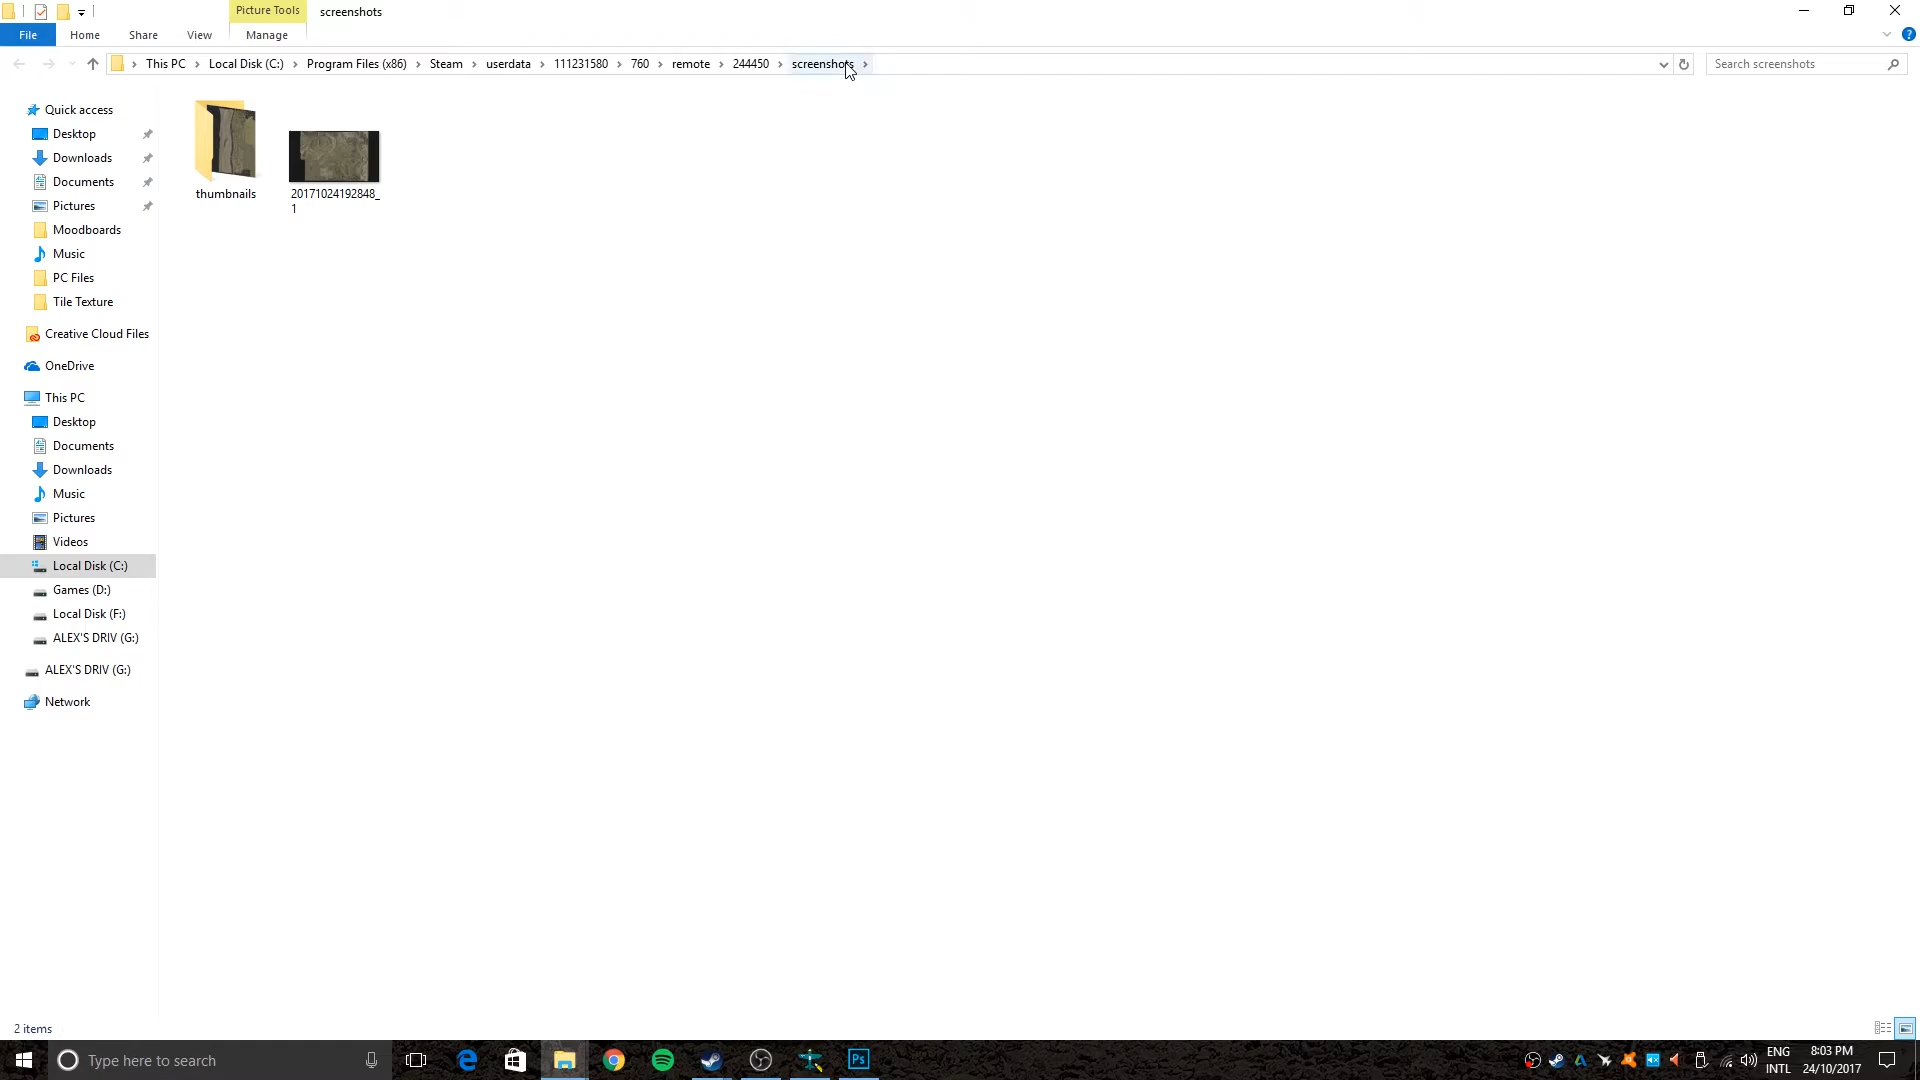 Picture Tools
screenshots
File
Home
Share
View
Manage
This PC
Local Disk (C:)
Program Files (x86)
Steam
userdata
111231580
760
remote
244450
screenshots
Search screenshots
Quick access
Desktop
Downloads
Documents
Pictures
Moodboards
Music
PC Files
Tile Texture
Creative Cloud Files
OneDrive
This PC
Desktop
Documents
Downloads
Music
Pictures
Videos
Local Disk (C:)
Games (D:)
Local Disk (F:)
ALEX'S DRIV (G:)
ALEX'S DRIV (G:)
Network
thumbnails
20171024192848_
1
2 items
Type here to search
Ps
ENG
INTL
8:03 PM
24/10/2017